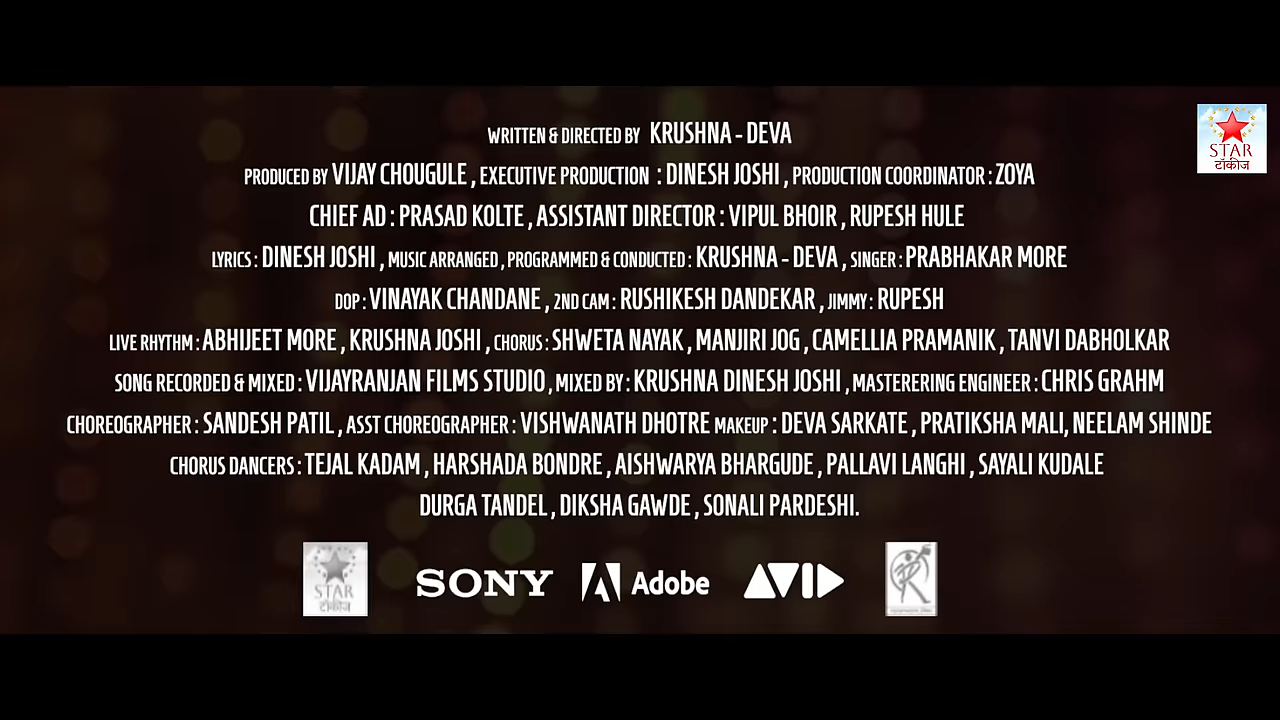 WRITTEN & DIRECTED BY KRUSHNA - DEVA
STAR
टॉकीज
PRODUCED BY VIJAY CHOUGULE , EXECUTIVE PRODUCTION : DINESH JOSHI , PRODUCTION COORDINATOR : ZOYA
CHIEF AD : PRASAD KOLTE , ASSISTANT DIRECTOR : VIPUL BHOIR , RUPESH HULE
LYRICS : DINESH JOSHI , MUSIC ARRANGED , PROGRAMMED & CONDUCTED : KRUSHNA - DEVA , SINGER : PRABHAKAR MORE
DOP : VINAYAK CHANDANE , 2ND CAM : RUSHIKESH DANDEKAR , JIMMY : RUPESH
LIVE RHYTHM : ABHIJEET MORE , KRUSHNA JOSHI , CHORUS : SHWETA NAYAK , MANJIRI JOG , CAMELLIA PRAMANIK , TANVI DABHOLKAR
SONG RECORDED & MIXED : VIJAYRANJAN FILMS STUDIO , MIXED BY : KRUSHNA DINESH JOSHI , MASTERERING ENGINEER : CHRIS GRAHM
CHOREOGRAPHER : SANDESH PATIL , ASST CHOREOGRAPHER : VISHWANATH DHOTRE MAKEUP : DEVA SARKATE , PRATIKSHA MALI, NEELAM SHINDE
CHORUS DANCERS : TEJAL KADAM , HARSHADA BONDRE , AISHWARYA BHARGUDE , PALLAVI LANGHI , SAYALI KUDALE
DURGA TANDEL , DIKSHA GAWDE , SONALI PARDESHI.
STAR
टॉकीज
SONY
Adobe
AVID